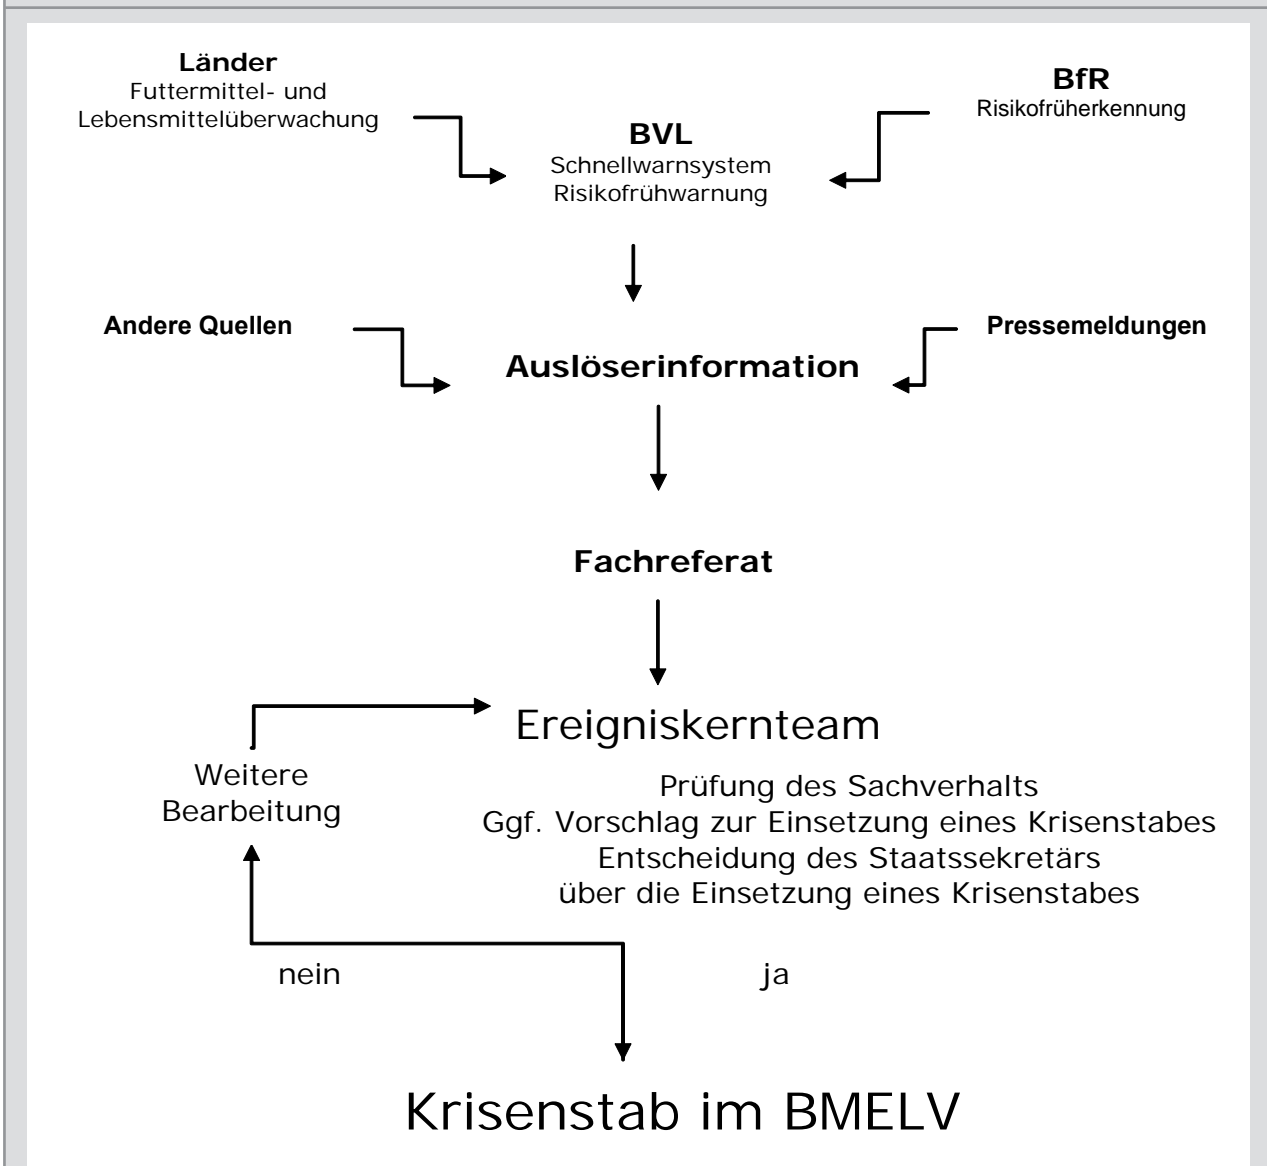 Länder
Futtermittel- und
Lebensmittelüberwachung
BfR
Risikofrüherkennung
BVL
Schnellwarnsystem
Risikofrühwarnung
Andere Quellen
Pressemeldungen
Auslöserinformation
Fachreferat
Ereigniskernteam
Weitere
Bearbeitung
Prüfung des Sachverhalts
Ggf. Vorschlag zur Einsetzung eines Krisenstabes
Entscheidung des Staatssekretärs
über die Einsetzung eines Krisenstabes
nein
ja
Krisenstab im BMELV